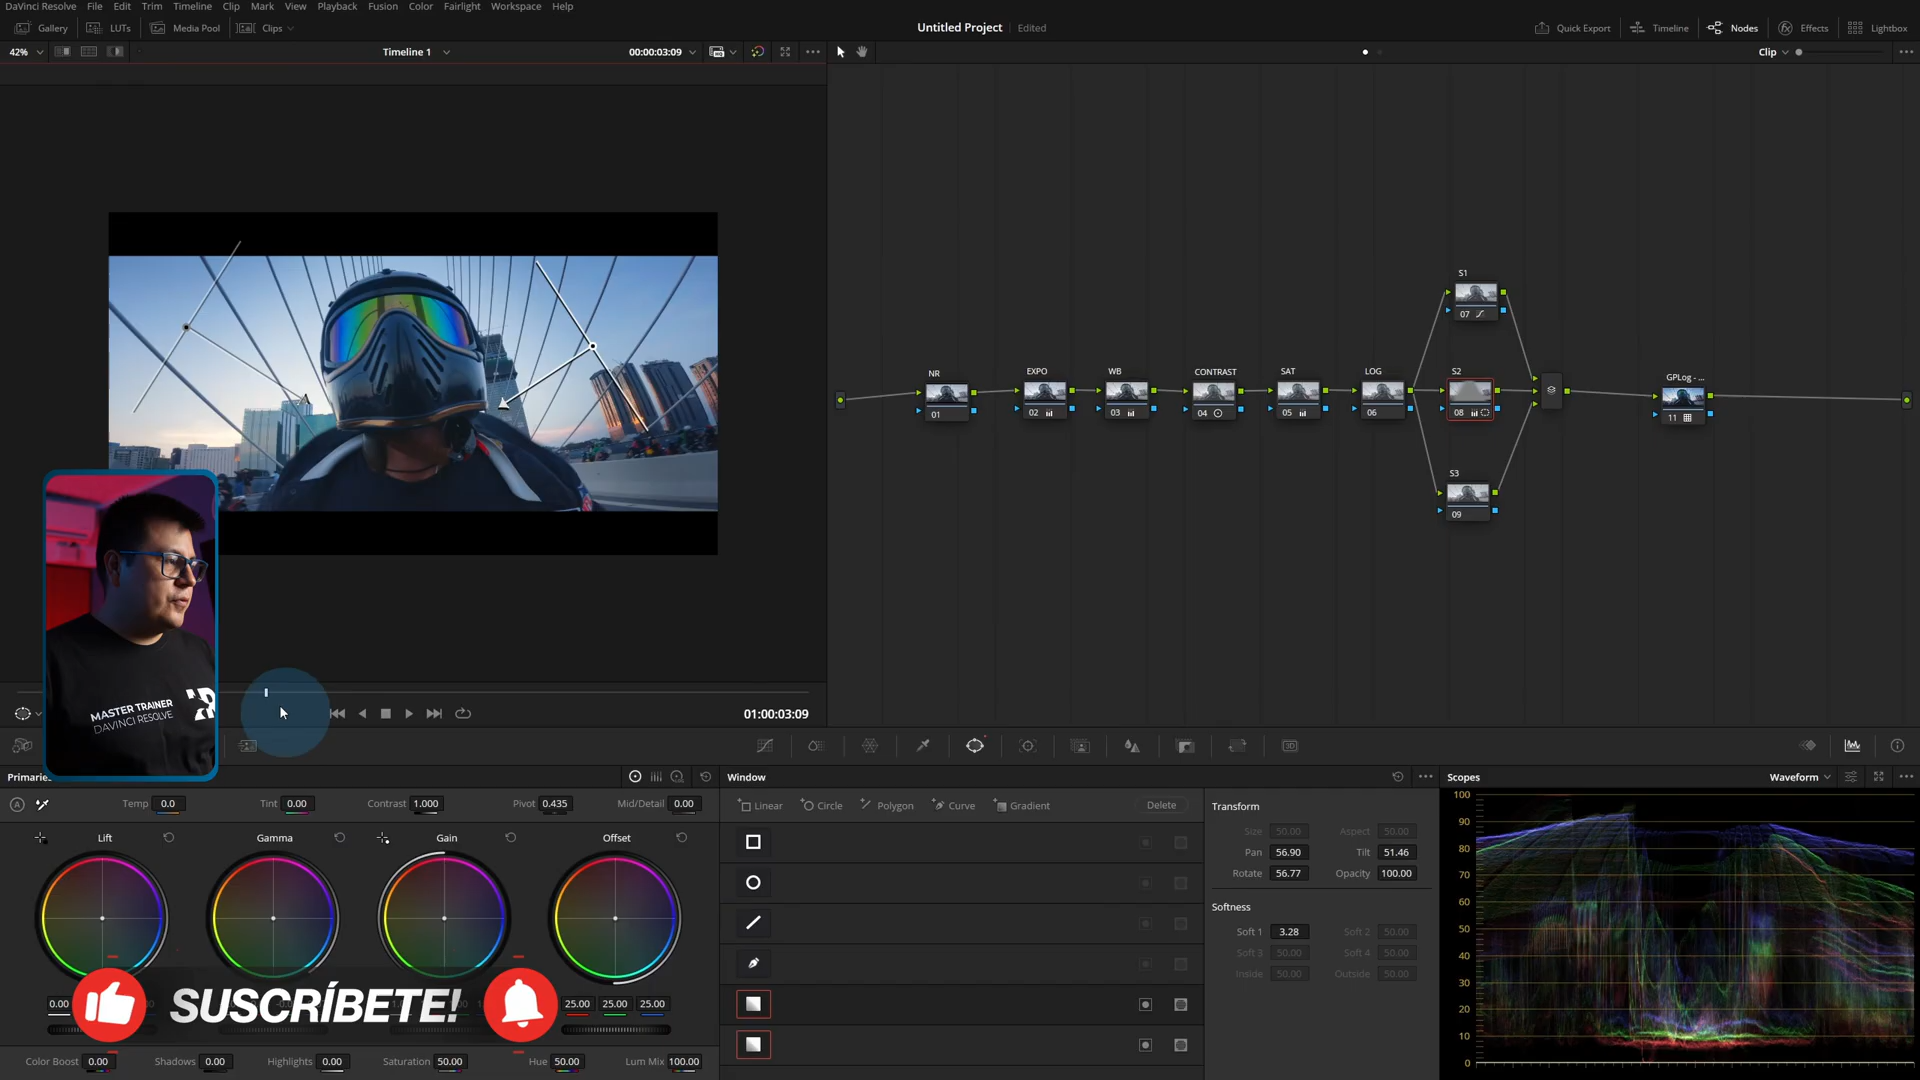 DaVinci Resolve File Edit Trim Timeline Clip Mark View Playback Fusion Color Fairlight Workspace Help
Gallery LUTs Media Pool Clips Untitled Project Edited Quick Export Timeline Nodes Effects Lightbox
42% Timeline 1 00:00:03:09 Clip
S1
07
NR EXPO WB CONTRAST SAT LOG S2 GPLog - ...
01 02 03 04 05 06 08 11
S3
09
MASTER TRAINER
DAVINCI RESOLVE
01:00:03:09
Primaries Window Scopes Waveform
A Temp 0.0 Tint 0.00 Contrast 1.000 Pivot 0.435 Mid/Detail 0.00
Linear Circle Polygon Curve Gradient Delete
Lift Gamma Gain Offset
Transform
Size 50.00 Aspect 50.00
Pan 56.90 Tilt 51.46
Rotate 56.77 Opacity 100.00
Softness
Soft 1 3.28 Soft 2 50.00
Soft 3 50.00 Soft 4 50.00
Inside 50.00 Outside 50.00
100
90
80
70
60
50
40
30
20
10
0
0.00 25.00 25.00 25.00
SUSCRÍBETE!
Color Boost 0.00 Shadows 0.00 Highlights 0.00 Saturation 50.00 Hue 50.00 Lum Mix 100.00